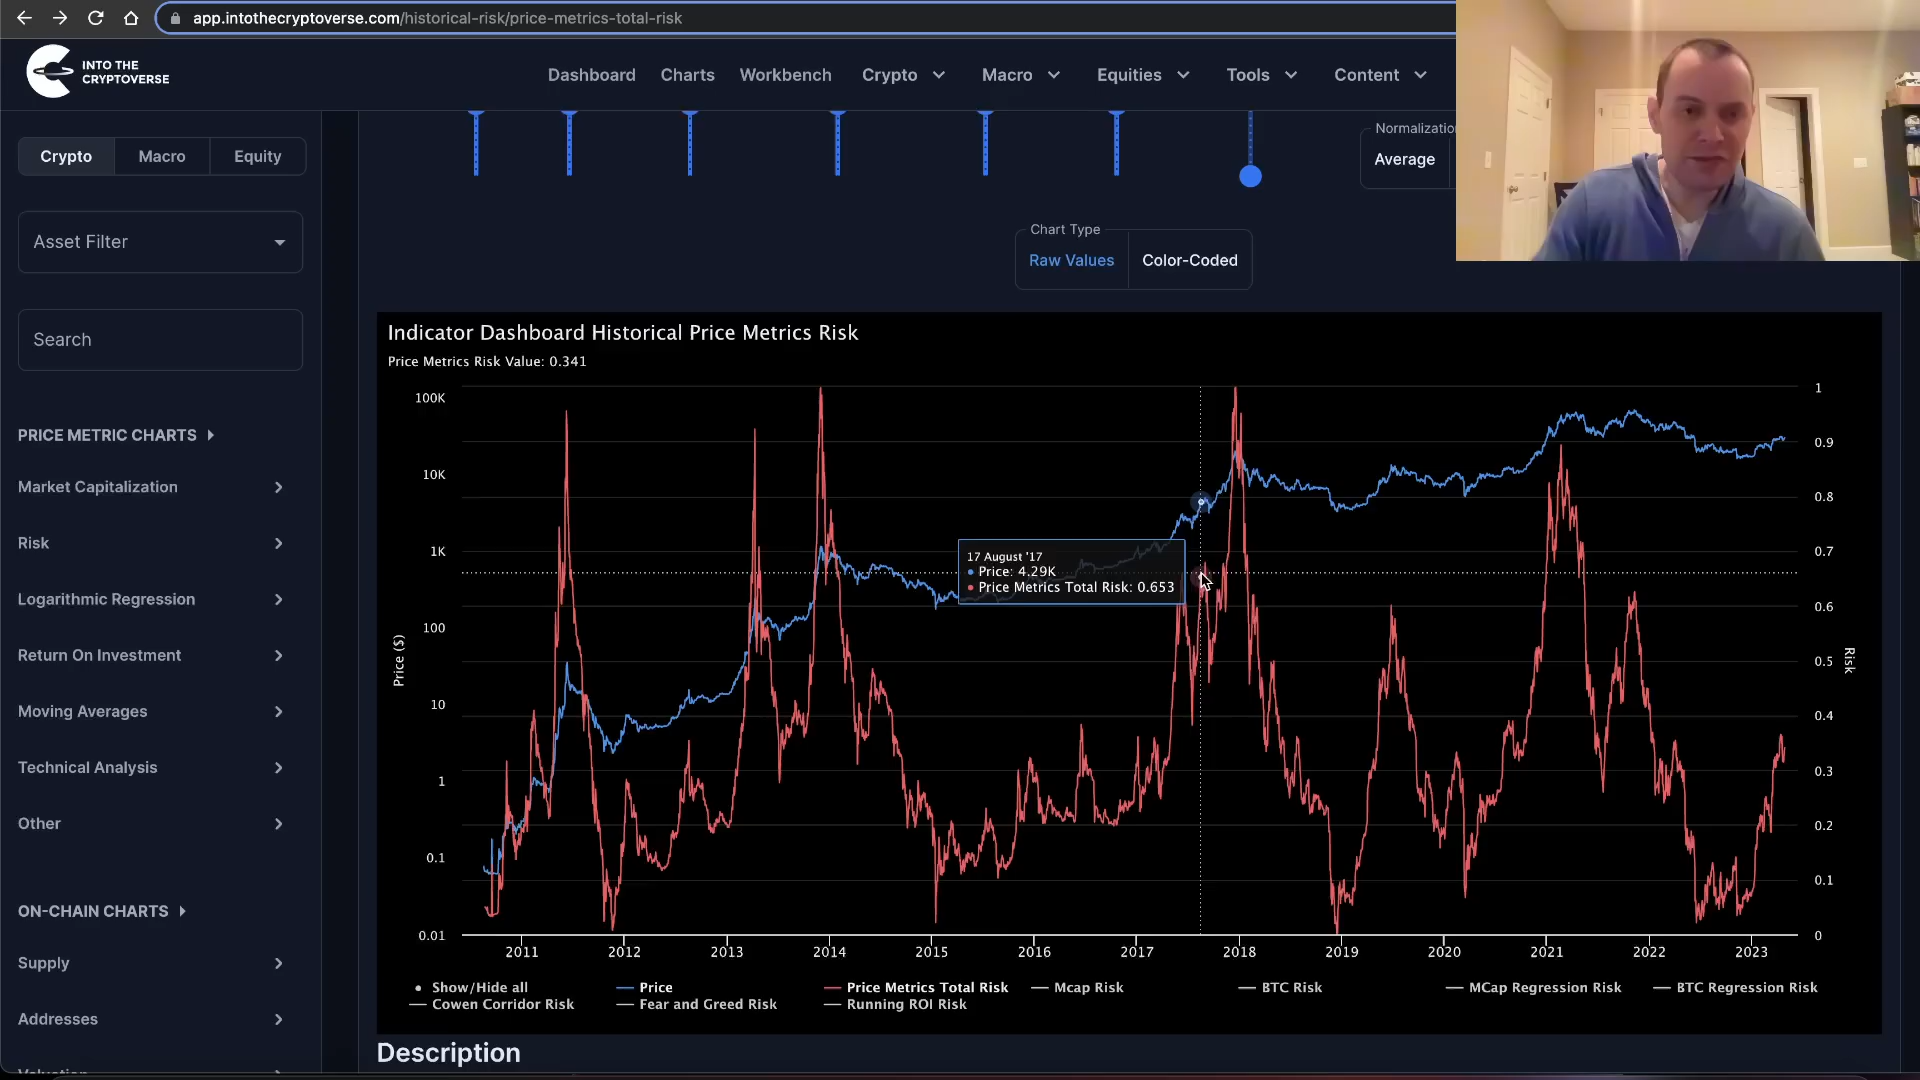 app.intothecryptoverse.com/historical-risk/price-metrics-total-risk
INTO THE
CRYPTOVERSE
Dashboard
Charts
Workbench
Crypto
Macro
Equities
Tools
Content
Crypto
Macro
Equity
Asset Filter
Search
PRICE METRIC CHARTS
Market Capitalization
Risk
Logarithmic Regression
Return On Investment
Moving Averages
Technical Analysis
Other
ON-CHAIN CHARTS
Supply
Addresses
Normalizatio
Average
Chart Type
Raw Values
Color-Coded
Indicator Dashboard Historical Price Metrics Risk
Price Metrics Risk Value: 0.341
100K
10K
1K
100
10
1
0.1
0.01
Price ($)
17 August '17
Price: 4.29K
Price Metrics Total Risk: 0.653
1
0.9
0.8
0.7
0.6
0.5
0.4
0.3
0.2
0.1
0
Risk
2011 2012 2013 2014 2015 2016 2017 2018 2019 2020 2021 2022 2023
Show/Hide all Price Price Metrics Total Risk Mcap Risk BTC Risk MCap Regression Risk BTC Regression Risk
Cowen Corridor Risk Fear and Greed Risk Running ROI Risk
Description